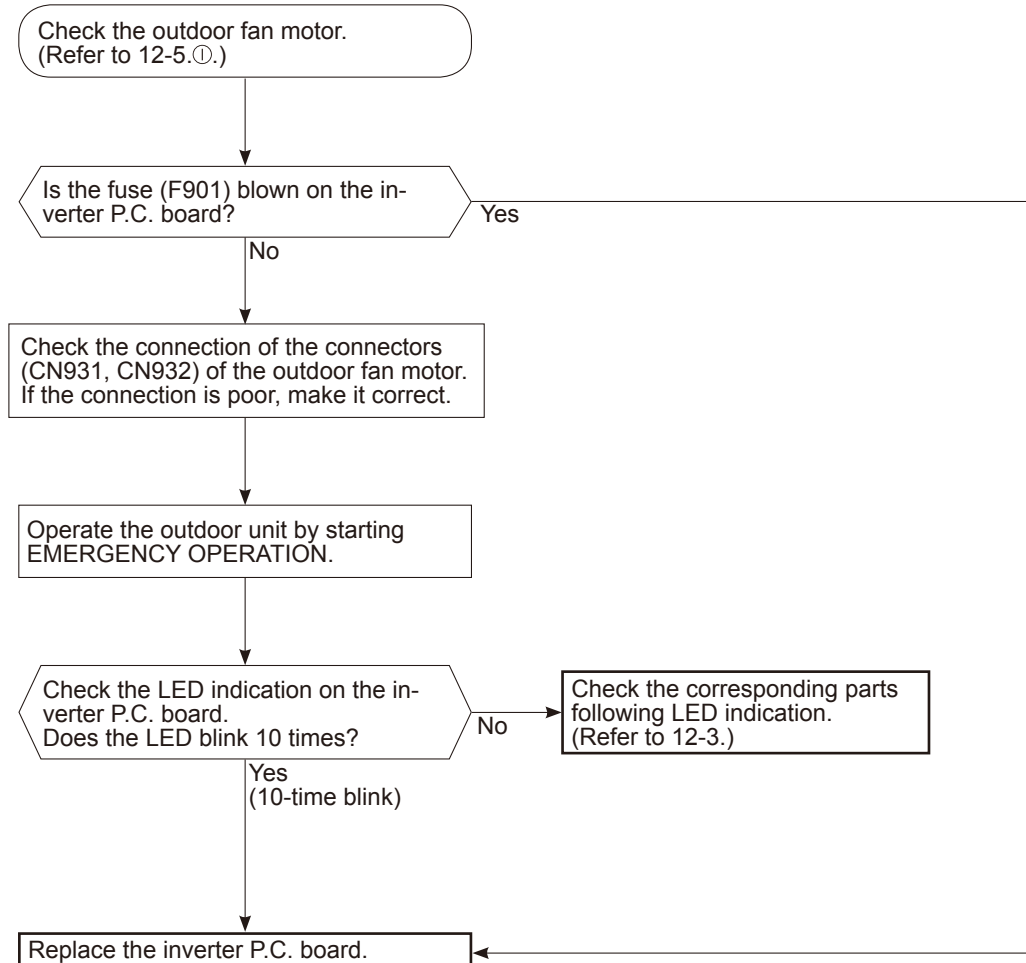 Check the outdoor fan motor.
(Refer to 12-5.Ⓘ.)
Is the fuse (F901) blown on the in-
verter P.C. board?
Yes
No
Check the connection of the connectors
(CN931, CN932) of the outdoor fan motor.
If the connection is poor, make it correct.
Operate the outdoor unit by starting
EMERGENCY OPERATION.
Check the LED indication on the in-
verter P.C. board.
Does the LED blink 10 times?
No
Check the corresponding parts
following LED indication.
(Refer to 12-3.)
Yes
(10-time blink)
Replace the inverter P.C. board.